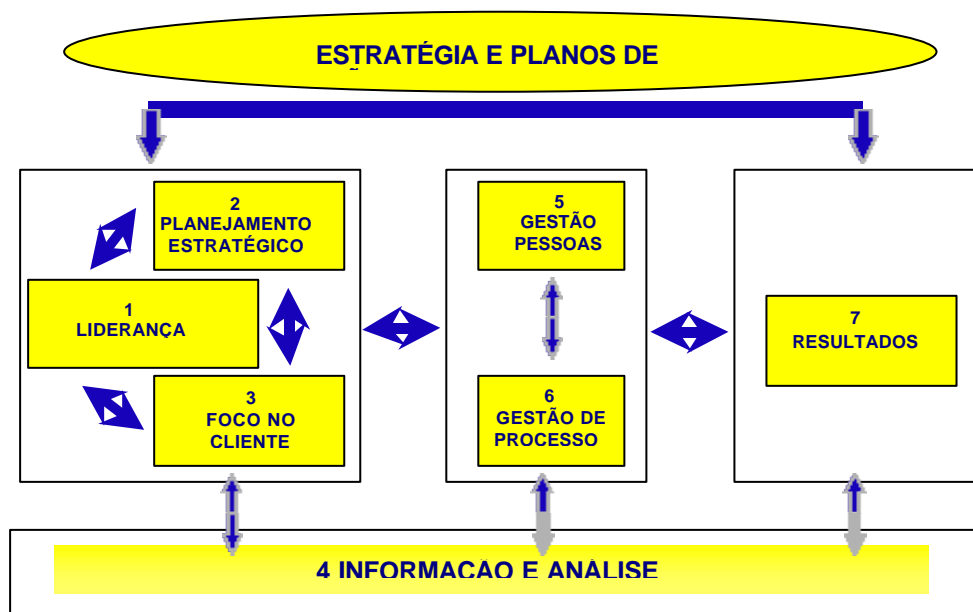 ESTRATÉGIA E PLANOS DE
2
PLANEJAMENTO
ESTRATÉGICO
1
LIDERANÇA
3
FOCO NO
CLIENTE
5
GESTÃO
PESSOAS
6
GESTÃO DE
PROCESSO
7
RESULTADOS
4 INFORMAÇÃO E ANÁLISE